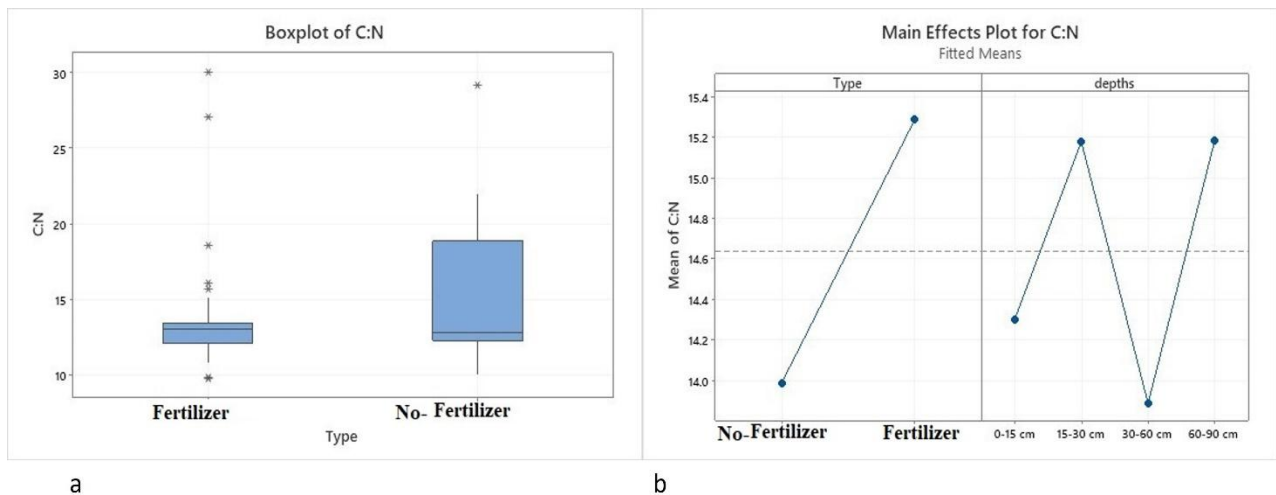 Boxplot of C:N
30
25
20
15
10
C:N
Fertilizer
No- Fertilizer
Type
a
Main Effects Plot for C:N
Fitted Means
Type
depths
15.4
15.2
15.0
14.8
14.6
14.4
14.2
14.0
Mean of C:N
No-Fertilizer
Fertilizer
0-15 cm
15-30 cm
30-60 cm
60-90 cm
b